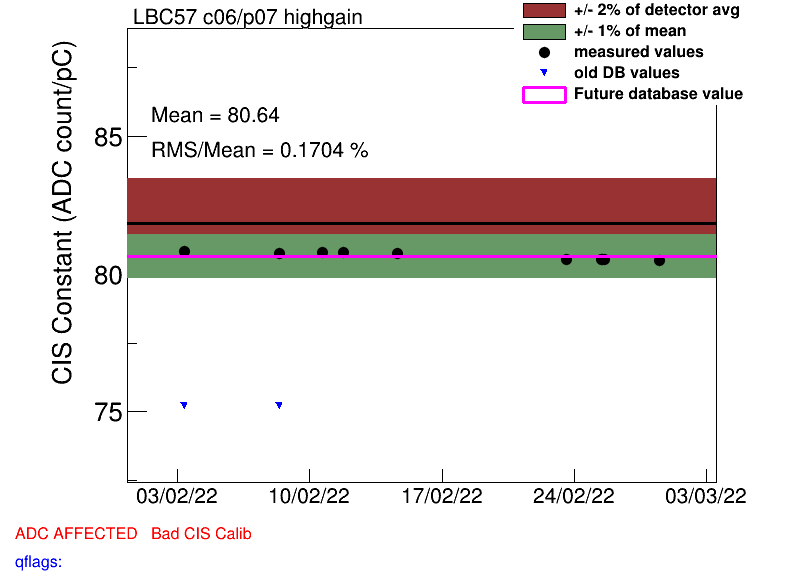 LBC57 c06/p07 highgain
+/- 2% of detector avg
+/- 1% of mean
measured values
old DB values
Future database value
Mean = 80.64
RMS/Mean = 0.1704 %
CIS Constant (ADC count/pC)
85
80
75
03/02/22 10/02/22 17/02/22 24/02/22 03/03/22
ADC AFFECTED Bad CIS Calib
qflags: